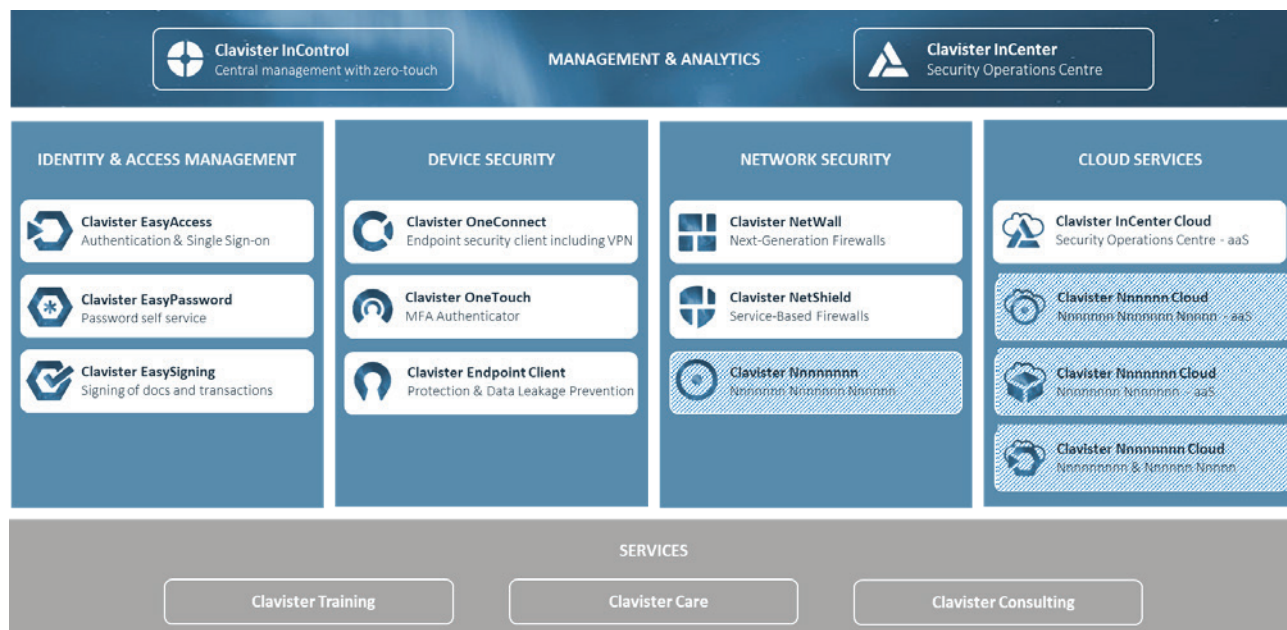 Clavister InControl
Central management with zero-touch
MANAGEMENT & ANALYTICS
Clavister InCenter
Security Operations Centre
IDENTITY & ACCESS MANAGEMENT
Clavister EasyAccess
Authentication & Single Sign-on
Clavister EasyPassword
Password self service
Clavister EasySigning
Signing of docs and transactions
DEVICE SECURITY
Clavister OneConnect
Endpoint security client including VPN
Clavister OneTouch
MFA Authenticator
Clavister Endpoint Client
Protection & Data Leakage Prevention
NETWORK SECURITY
Clavister NetWall
Next-Generation Firewalls
Clavister NetShield
Service-Based Firewalls
Clavister Nnnnnnnn
Nnnnnnn Nnnnnnn Nnnnnn
CLOUD SERVICES
Clavister InCenter Cloud
Security Operations Centre - aaS
Clavister Nnnnnn Cloud
Nnnnnnn Nnnnnnn Nnnnn - aaS
Clavister Nnnnnnn Cloud
Nnnnnnnn Nnnnnnn - aaS
Clavister Nnnnnnnn Cloud
Nnnnnnnnn & Nnnnnn Nnnnn
SERVICES
Clavister Training
Clavister Care
Clavister Consulting